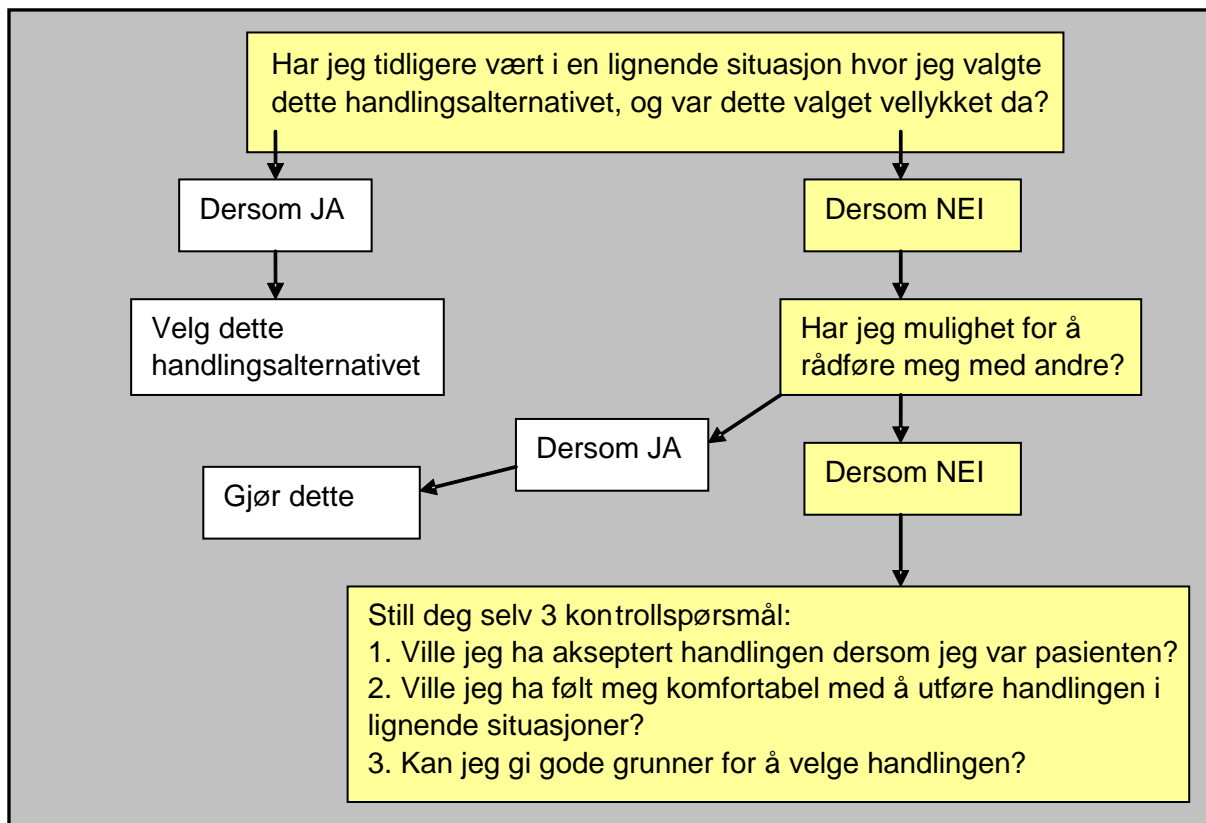 Har jeg tidligere vært i en lignende situasjon hvor jeg valgte
dette handlingsalternativet, og var dette valget vellykket da?
Dersom JA
Dersom NEI
Velg dette
handlingsalternativet
Har jeg mulighet for å
rådføre meg med andre?
Dersom JA
Dersom NEI
Gjør dette
Still deg selv 3 kontrollspørsmål:
1. Ville jeg ha akseptert handlingen dersom jeg var pasienten?
2. Ville jeg ha følt meg komfortabel med å utføre handlingen i
lignende situasjoner?
3. Kan jeg gi gode grunner for å velge handlingen?